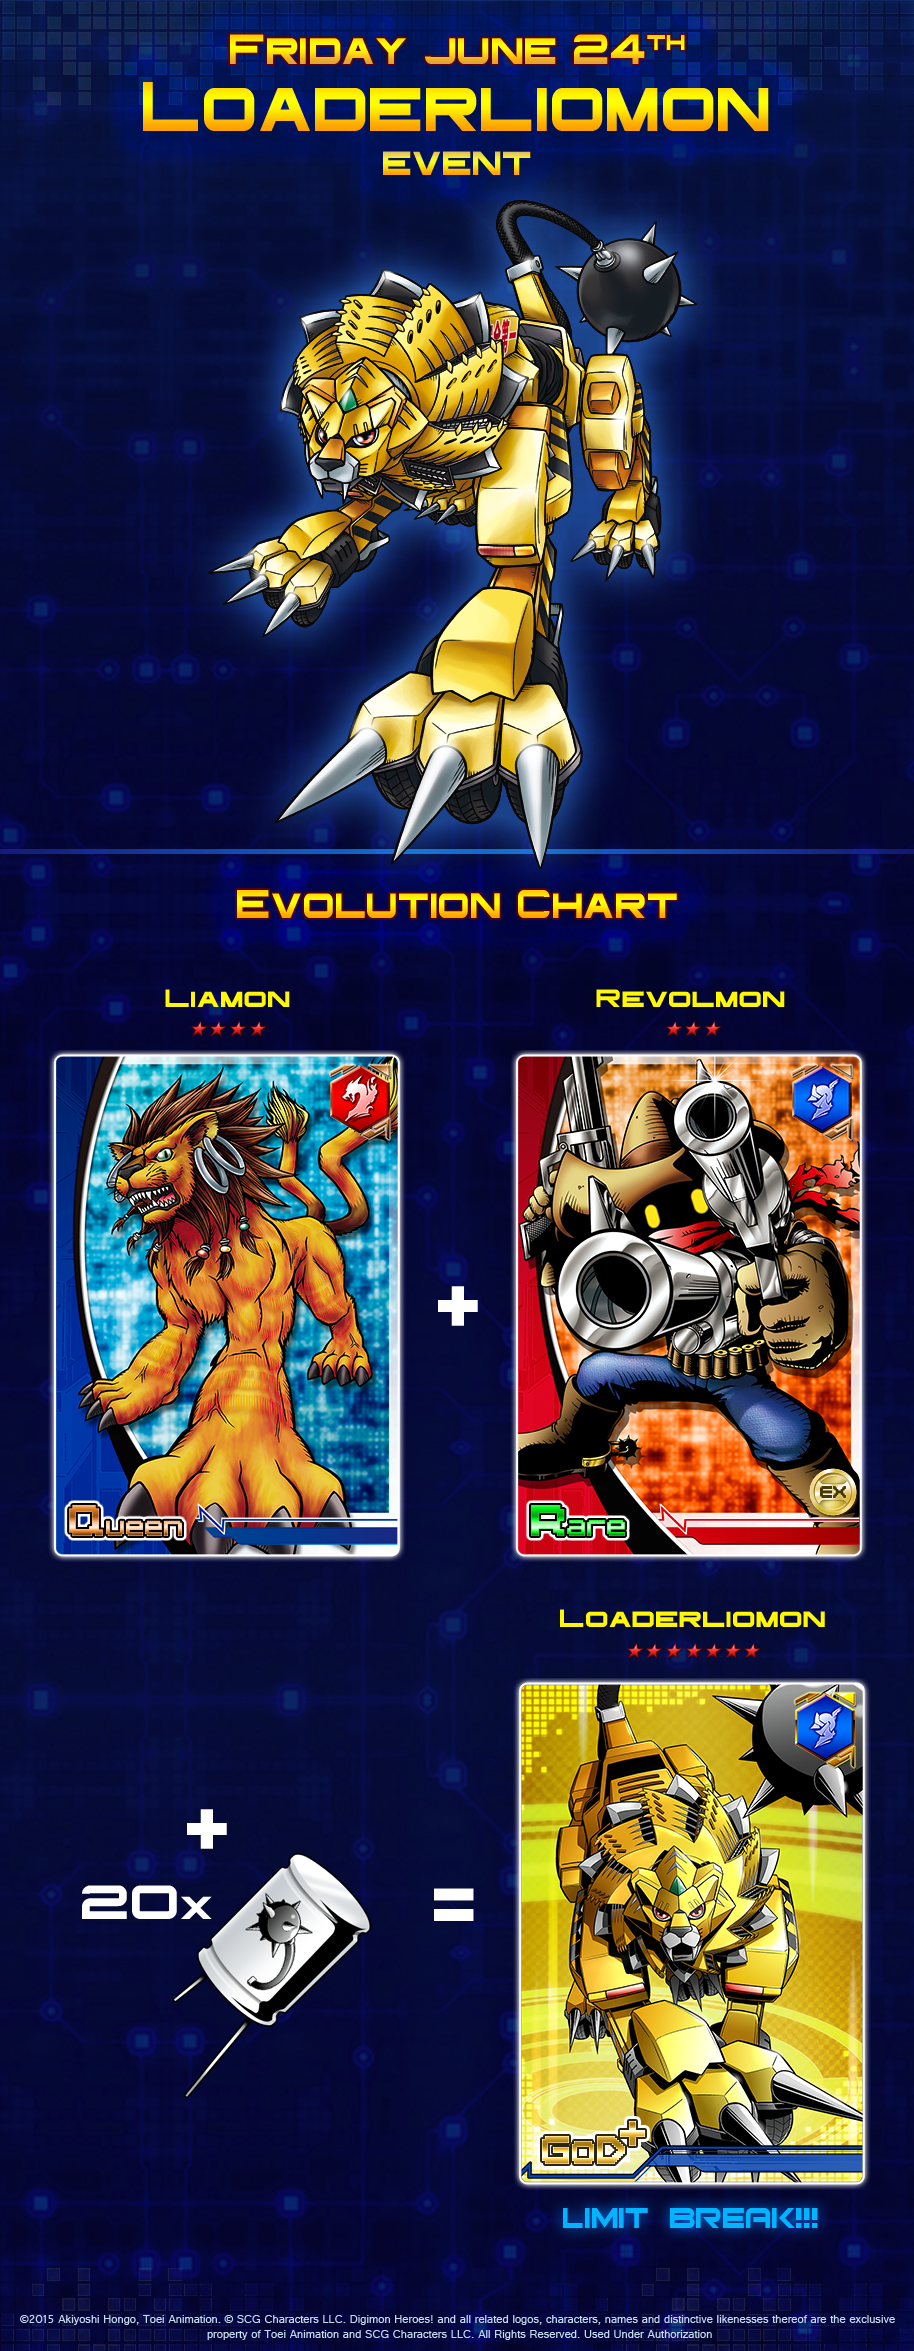 FRIDAY JUNE 24TH
LOADERLIOMON
EVENT
EVOLUTION CHART
LIAMON
REVOLMON
Queen
EX
Rare
LOADERLIOMON
20x
GOD+
LIMIT BREAK!!!
©2015 Akiyoshi Hongo, Toei Animation. © SCG Characters LLC. Digimon Heroes! and all related logos, characters, names and distinctive likenesses thereof are the exclusive
property of Toei Animation and SCG Characters LLC. All Rights Reserved. Used Under Authorization